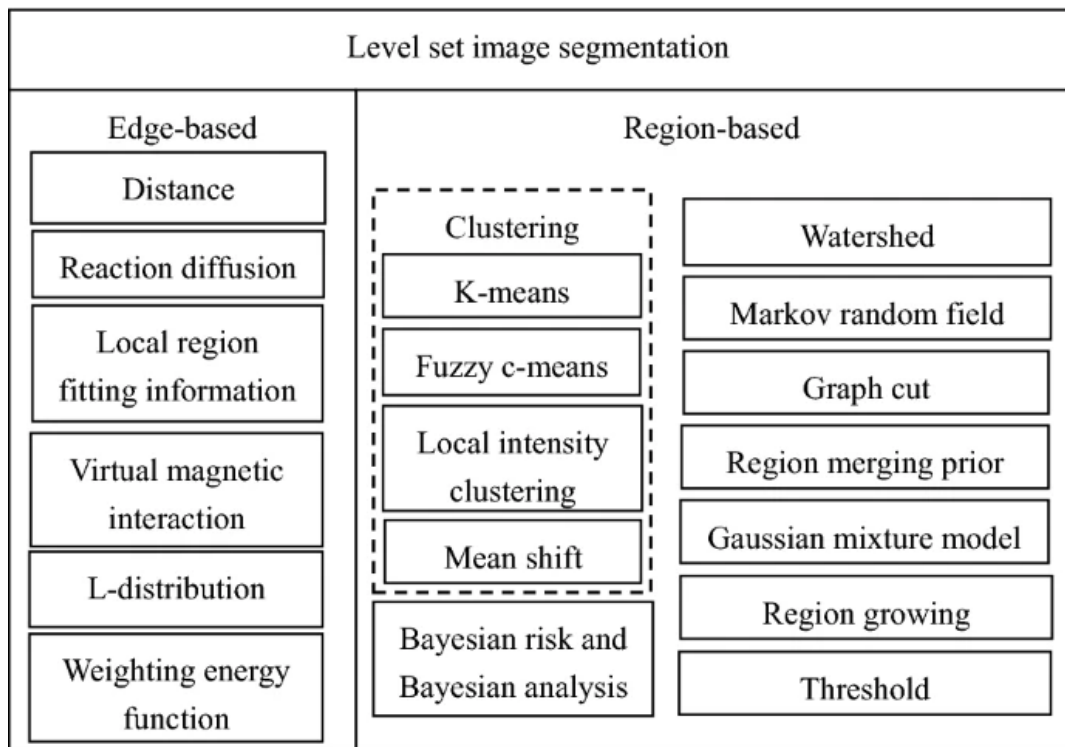 Level set image segmentation
Edge-based
Distance
Reaction diffusion
Local region
fitting information
Virtual magnetic
interaction
L-distribution
Weighting energy
function
Region-based
Clustering
K-means
Fuzzy c-means
Local intensity
clustering
Mean shift
Bayesian risk and
Bayesian analysis
Watershed
Markov random field
Graph cut
Region merging prior
Gaussian mixture model
Region growing
Threshold